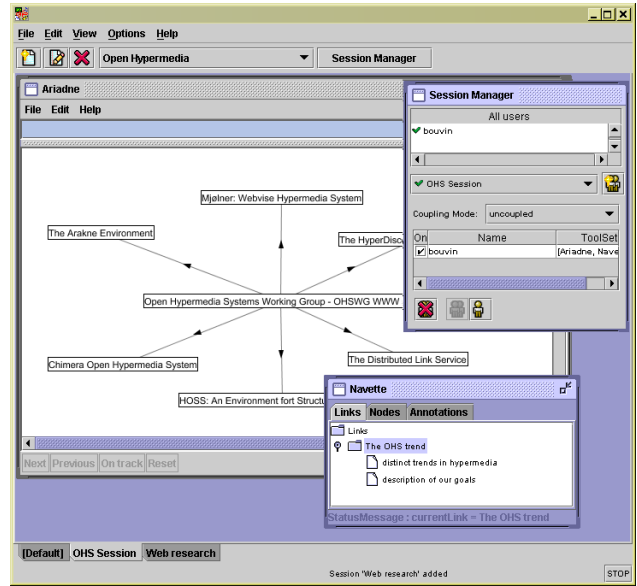 File Edit View Options Help
Open Hypermedia
Session Manager
Ariadne
File Edit Help
Mjølner: Webvise Hypermedia System
The Arakne Environment
The HyperDisc
Open Hypermedia Systems Working Group - OHSWG WWW
Chimera Open Hypermedia System
The Distributed Link Service
HOSS: An Environment fort Structu
Next Previous On track Reset
Session Manager
All users
bouvin
OHS Session
Coupling Mode: uncoupled
On Name ToolSet
bouvin [Ariadne, Nave
Navette
Links Nodes Annotations
Links
The OHS trend
distinct trends in hypermedia
description of our goals
StatusMessage : currentLink = The OHS trend
[Default] OHS Session Web research
Session 'Web research' added
STOP